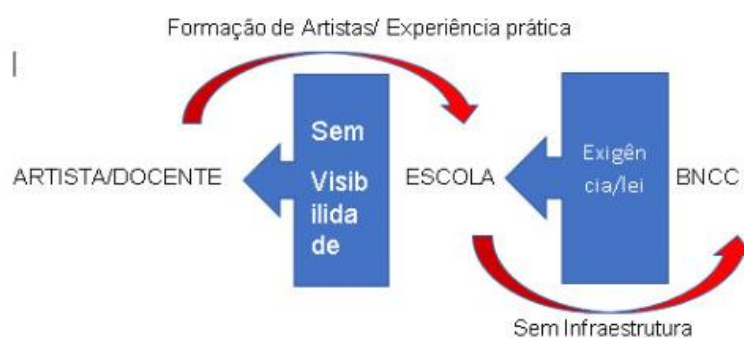 Formação de Artistas/ Experiência prática
ARTISTA/DOCENTE
Sem
Visib
ilida
de
ESCOLA
Exigên
cia/lei
BNCC
Sem Infraestrutura